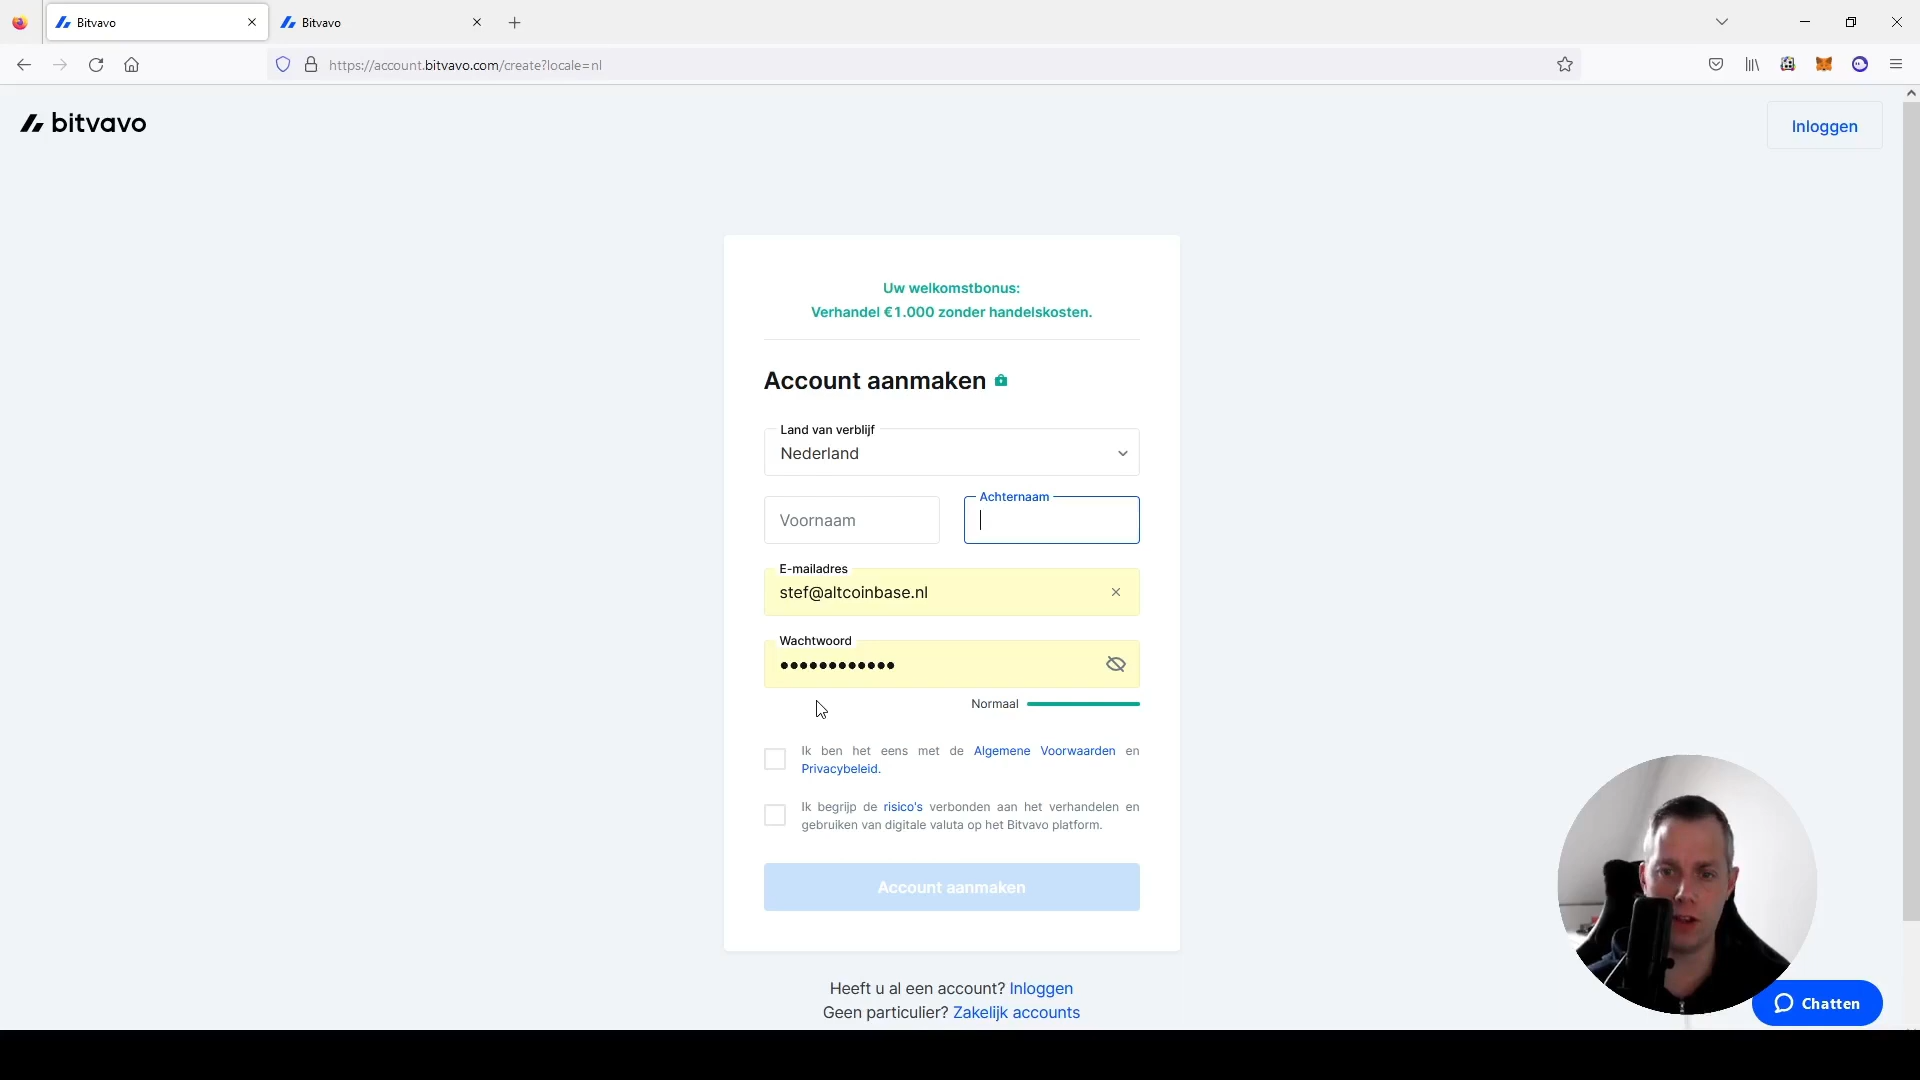 Bitvavo
Bitvavo
https://account.bitvavo.com/create?locale=nl
bitvavo
Inloggen
Uw welkomstbonus:
Verhandel €1.000 zonder handelskosten.
Account aanmaken
Land van verblijf
Nederland
Voornaam
Achternaam
E-mailadres
stef@altcoinbase.nl
Wachtwoord
Normaal
Ik ben het eens met de Algemene Voorwaarden en
Privacybeleid.
Ik begrijp de risico's verbonden aan het verhandelen en
gebruiken van digitale valuta op het Bitvavo platform.
Account aanmaken
Heeft u al een account? Inloggen
Geen particulier? Zakelijk accounts
Chatten